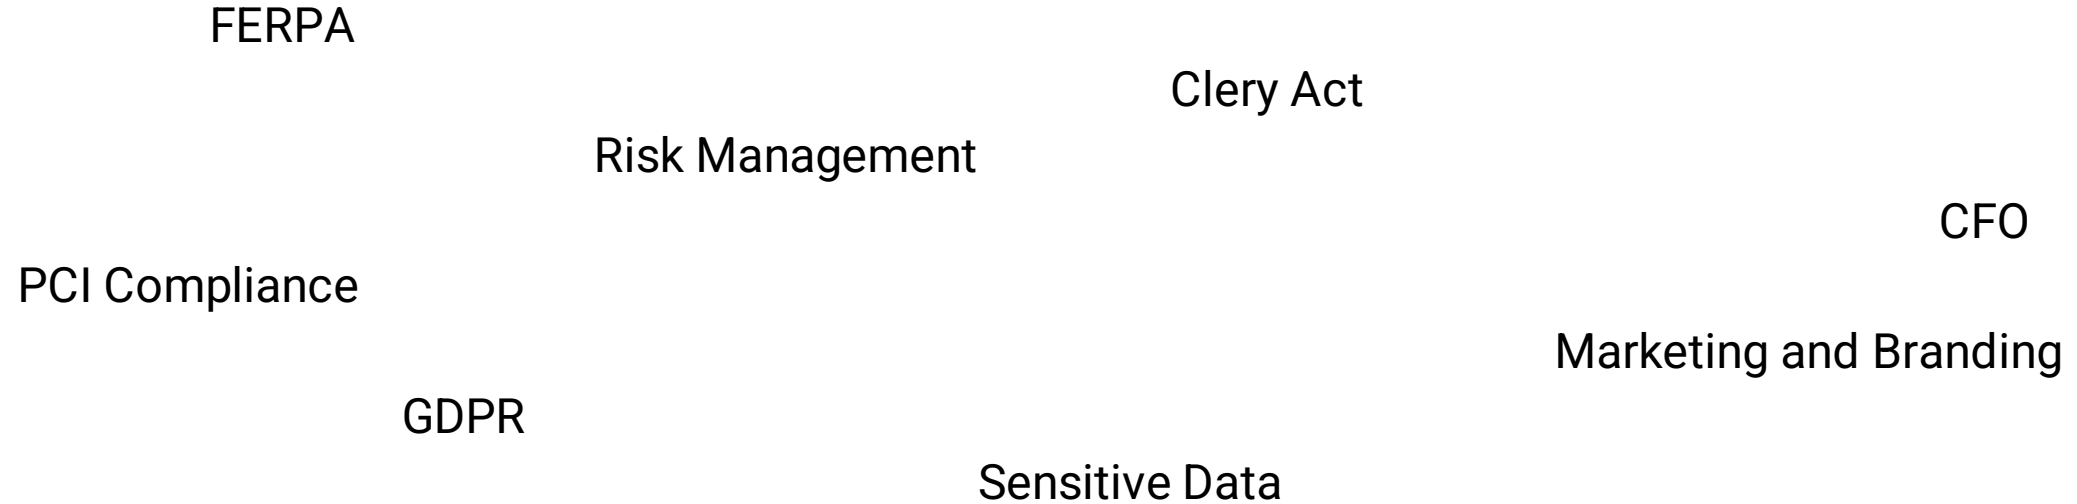 FERPA
Clery Act
Risk Management
CFO
PCI Compliance
Marketing and Branding
GDPR
Sensitive Data